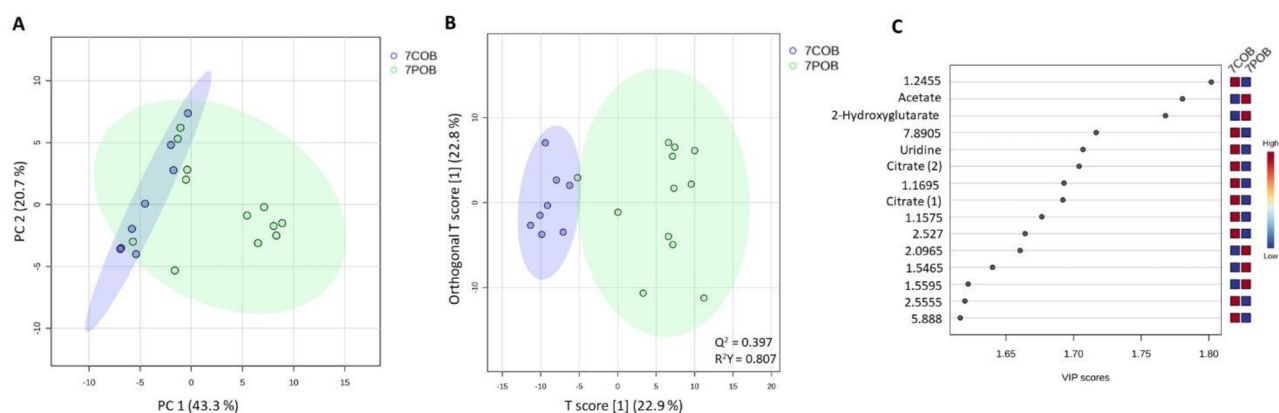 A
7COB
7POB
10
5
0
-5
-10
PC 2 (20.7 %)
-10
-5
0
5
10
15
PC 1 (43.3 %)
B
7COB
7POB
10
0
-10
Orthogonal T score [1] (22.8 %)
Q² = 0.397
R²Y = 0.807
-15
-10
-5
0
5
10
15
20
T score [1] (22.9 %)
C
7COB
7POB
1.2455
Acetate
2-Hydroxyglutarate
7.8905
Uridine
Citrate (2)
1.1695
Citrate (1)
1.1575
2.527
2.0965
1.5465
1.5595
2.5555
5.888
1.65
1.70
1.75
1.80
VIP scores
High
Low